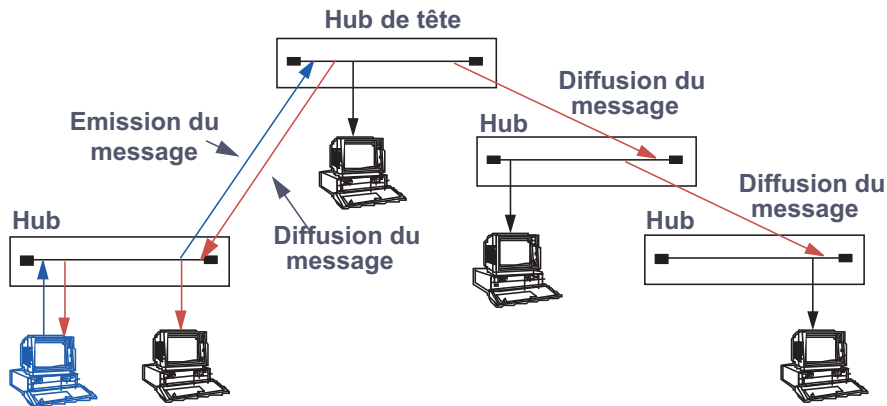 Hub de tête
Diffusion du
message
Emission du
message
Hub
Diffusion du
message
Hub
Hub
Diffusion du
message